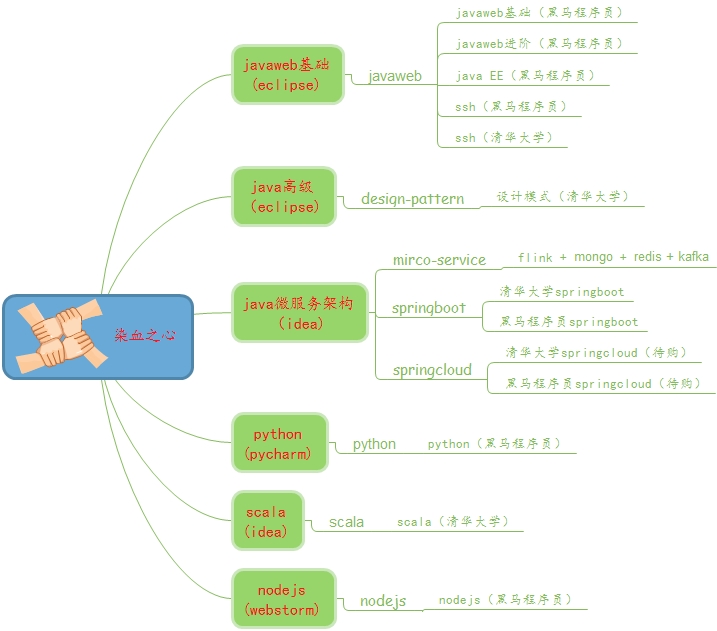 染血之心
javaweb基础
(eclipse)
javaweb
javaweb基础（黑马程序员）
javaweb进阶（黑马程序员）
java EE（黑马程序员）
ssh（黑马程序员）
ssh（清华大学）
java高级
(eclipse)
design-pattern
设计模式（清华大学）
java微服务架构
(idea)
mirco-service
flink + mongo + redis + kafka
springboot
清华大学springboot
黑马程序员springboot
springcloud
清华大学springcloud（待购）
黑马程序员springcloud（待购）
python
(pycharm)
python
python（黑马程序员）
scala
(idea)
scala
scala（清华大学）
nodejs
(webstorm)
nodejs
nodejs（黑马程序员）